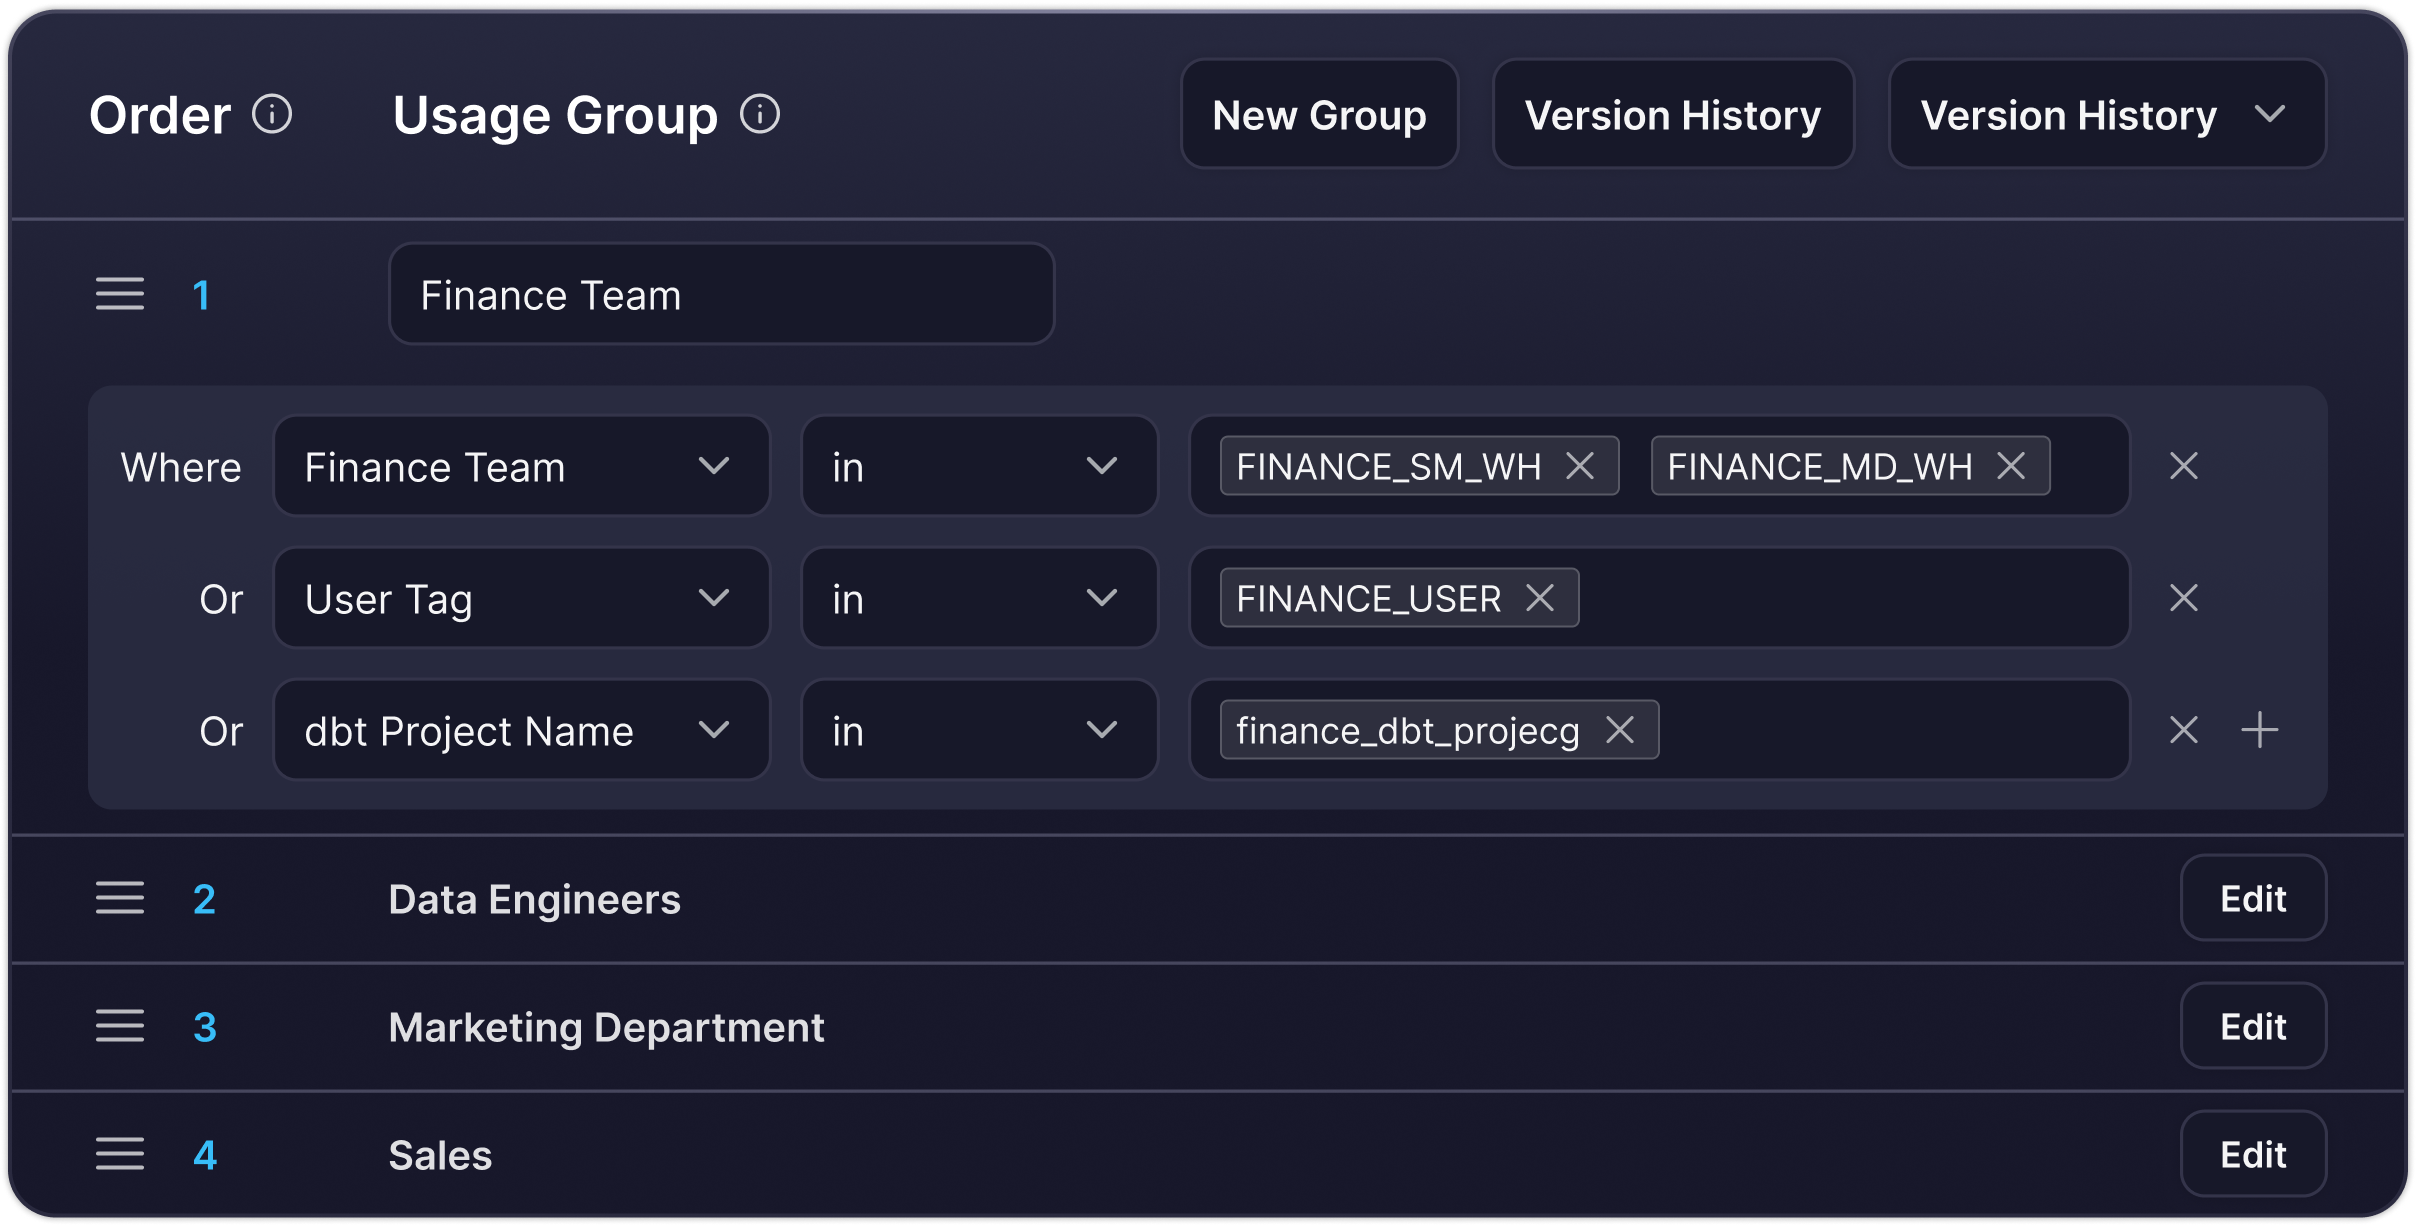 Order Usage Group New Group Version History Version History
1 Finance Team
Where Finance Team in FINANCE_SM_WH FINANCE_MD_WH
Or User Tag in FINANCE_USER
Or dbt Project Name in finance_dbt_projecg
2 Data Engineers Edit
3 Marketing Department Edit
4 Sales Edit